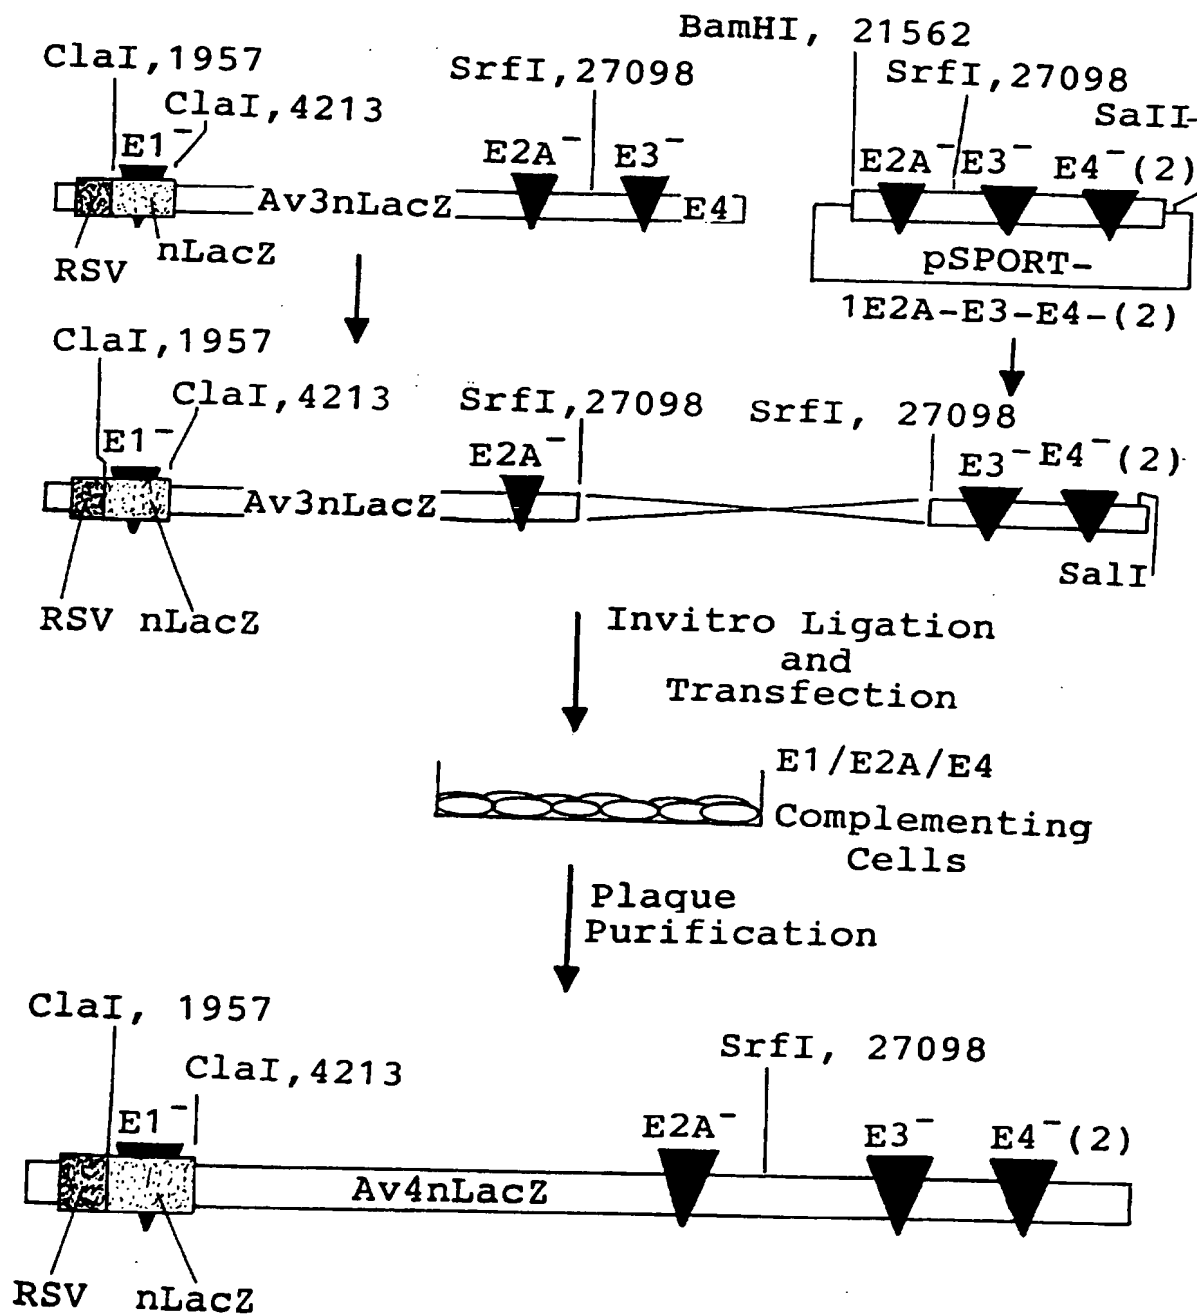 BamHI, 21562
ClaI,1957
SrfI,27098
SrfI,27098
ClaI,4213
SaII
E1⁻
E2A⁻
E3⁻
E2A⁻
E3⁻
E4⁻(2)
Av3nLacZ
E4
nLacZ
RSV
pSPORT-
1E2A-E3-E4-(2)
ClaI,1957
ClaI,4213
SrfI,27098
SrfI, 27098
E1⁻
E2A⁻
E3⁻
E4⁻(2)
Av3nLacZ
SalI
RSV
nLacZ
Invitro Ligation
and
Transfection
E1/E2A/E4
Complementing
Cells
Plaque
Purification
ClaI, 1957
ClaI,4213
SrfI, 27098
E1⁻
E2A⁻
E3⁻
E4⁻(2)
Av4nLacZ
RSV
nLacZ